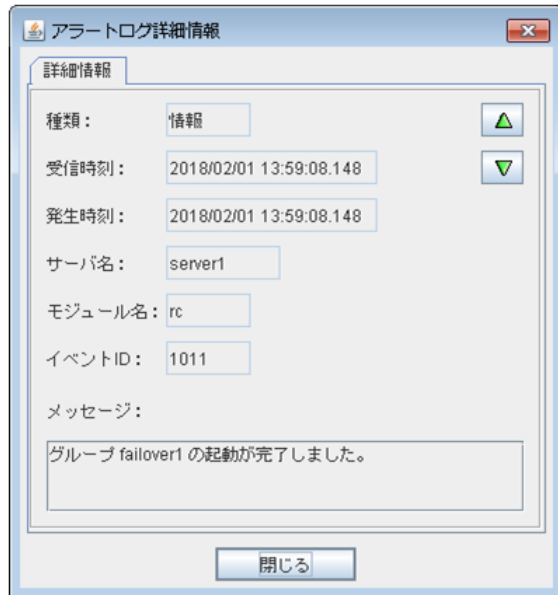 アラートログ詳細情報
詳細情報
種類： 情報
受信時刻： 2018/02/01 13:59:08.148
発生時刻： 2018/02/01 13:59:08.148
サーバ名： server1
モジュール名： rc
イベントID： 1011
メッセージ：
グループ failover1 の起動が完了しました。
閉じる